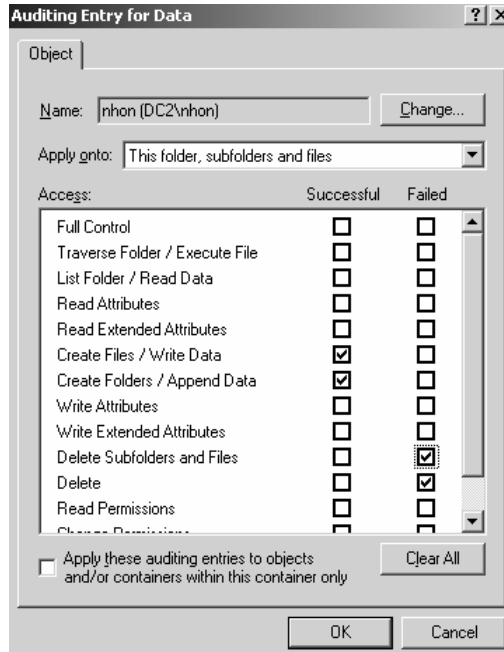 Auditing Entry for Data
Object
Name: nhon (DC2\nhon) Change...
Apply onto: This folder, subfolders and files
Access: Successful Failed
Full Control
Traverse Folder / Execute File
List Folder / Read Data
Read Attributes
Read Extended Attributes
Create Files / Write Data
Create Folders / Append Data
Write Attributes
Write Extended Attributes
Delete Subfolders and Files
Delete
Read Permissions
Change Permissions
Apply these auditing entries to objects
and/or containers within this container only
Clear All
OK Cancel